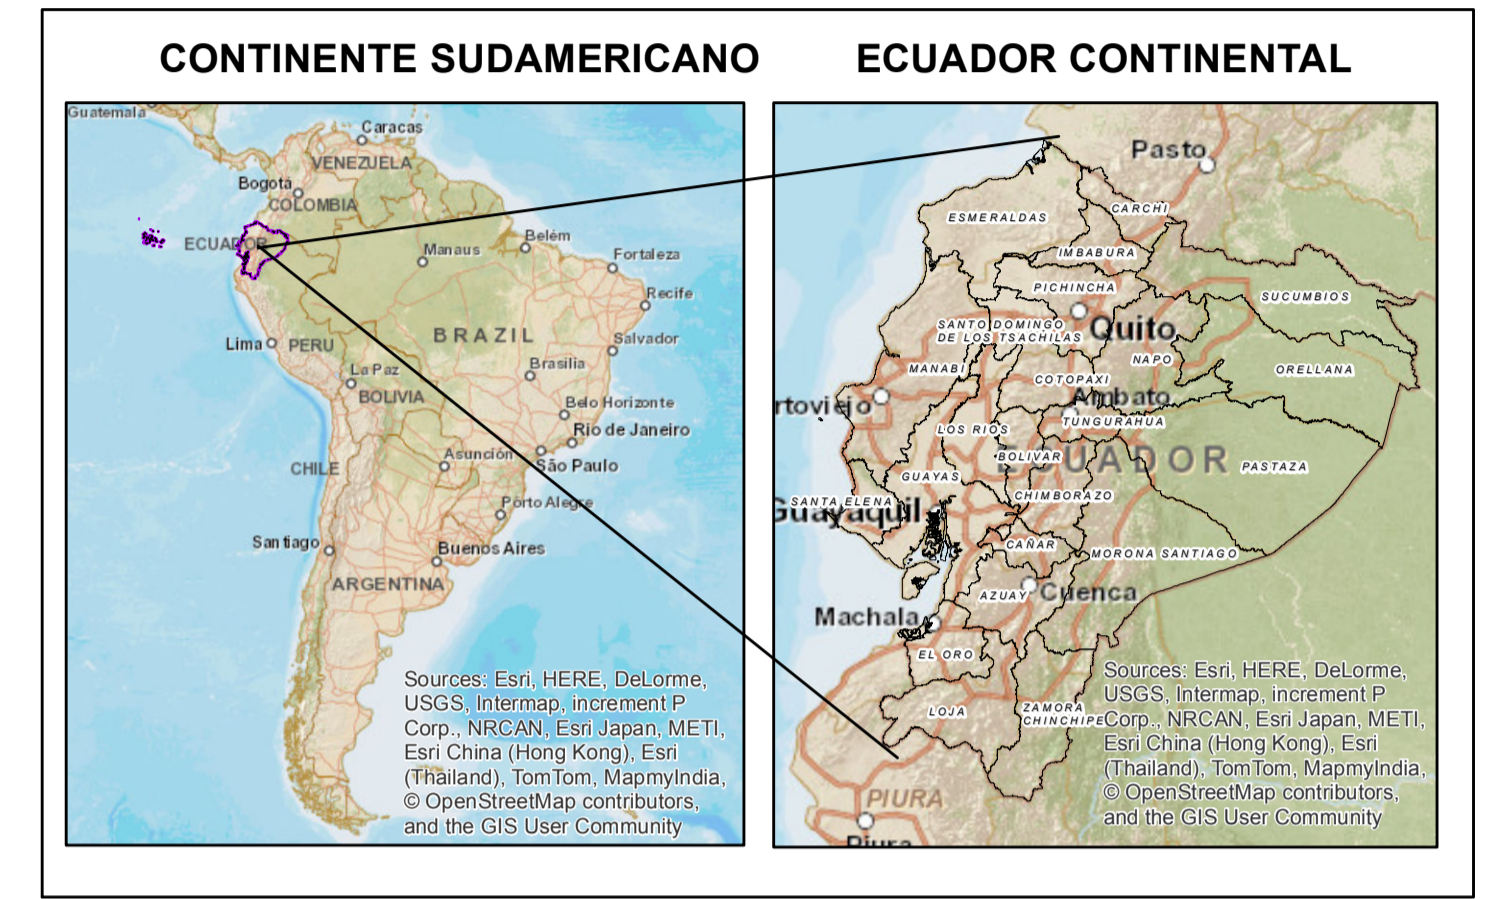 CONTINENTE SUDAMERICANO
Guatemala
Caracas
VENEZUELA
Bogotá
COLOMBIA
ECUADOR
Manaus
Belém
Fortaleza
Recife
BRAZIL
Salvador
Lima
PERU
La Paz
Brasilia
BOLIVIA
Belo Horizonte
Rio de Janeiro
Asunción
São Paulo
CHILE
Porto Alegre
Santiago
Buenos Aires
ARGENTINA
Sources: Esri, HERE, DeLorme,
USGS, Intermap, increment P
Corp., NRCAN, Esri Japan, METI,
Esri China (Hong Kong), Esri
(Thailand), TomTom, MapmyIndia,
© OpenStreetMap contributors,
and the GIS User Community
ECUADOR CONTINENTAL
Pasto
ESMERALDAS
CARCHI
IMBABURA
PICHINCHA
SUCUMBIOS
SANTO DOMINGO
DE LOS TSACHILAS
Quito
NAPO
MANABI
ORELLANA
COTOPAXI
Ambato
rtoviejo
TUNGURAHUA
LOS RIOS
BOLIVAR
ECUADOR
PASTAZA
GUAYAS
CHIMBORAZO
SANTA ELENA
Guayaquil
CAÑAR
MORONA SANTIAGO
AZUAY
Cuenca
Machala
EL ORO
LOJA
ZAMORA
CHINCHIPE
Sources: Esri, HERE, DeLorme,
USGS, Intermap, increment P
Corp., NRCAN, Esri Japan, METI,
Esri China (Hong Kong), Esri
(Thailand), TomTom, MapmyIndia,
© OpenStreetMap contributors,
and the GIS User Community
PIURA
Piura